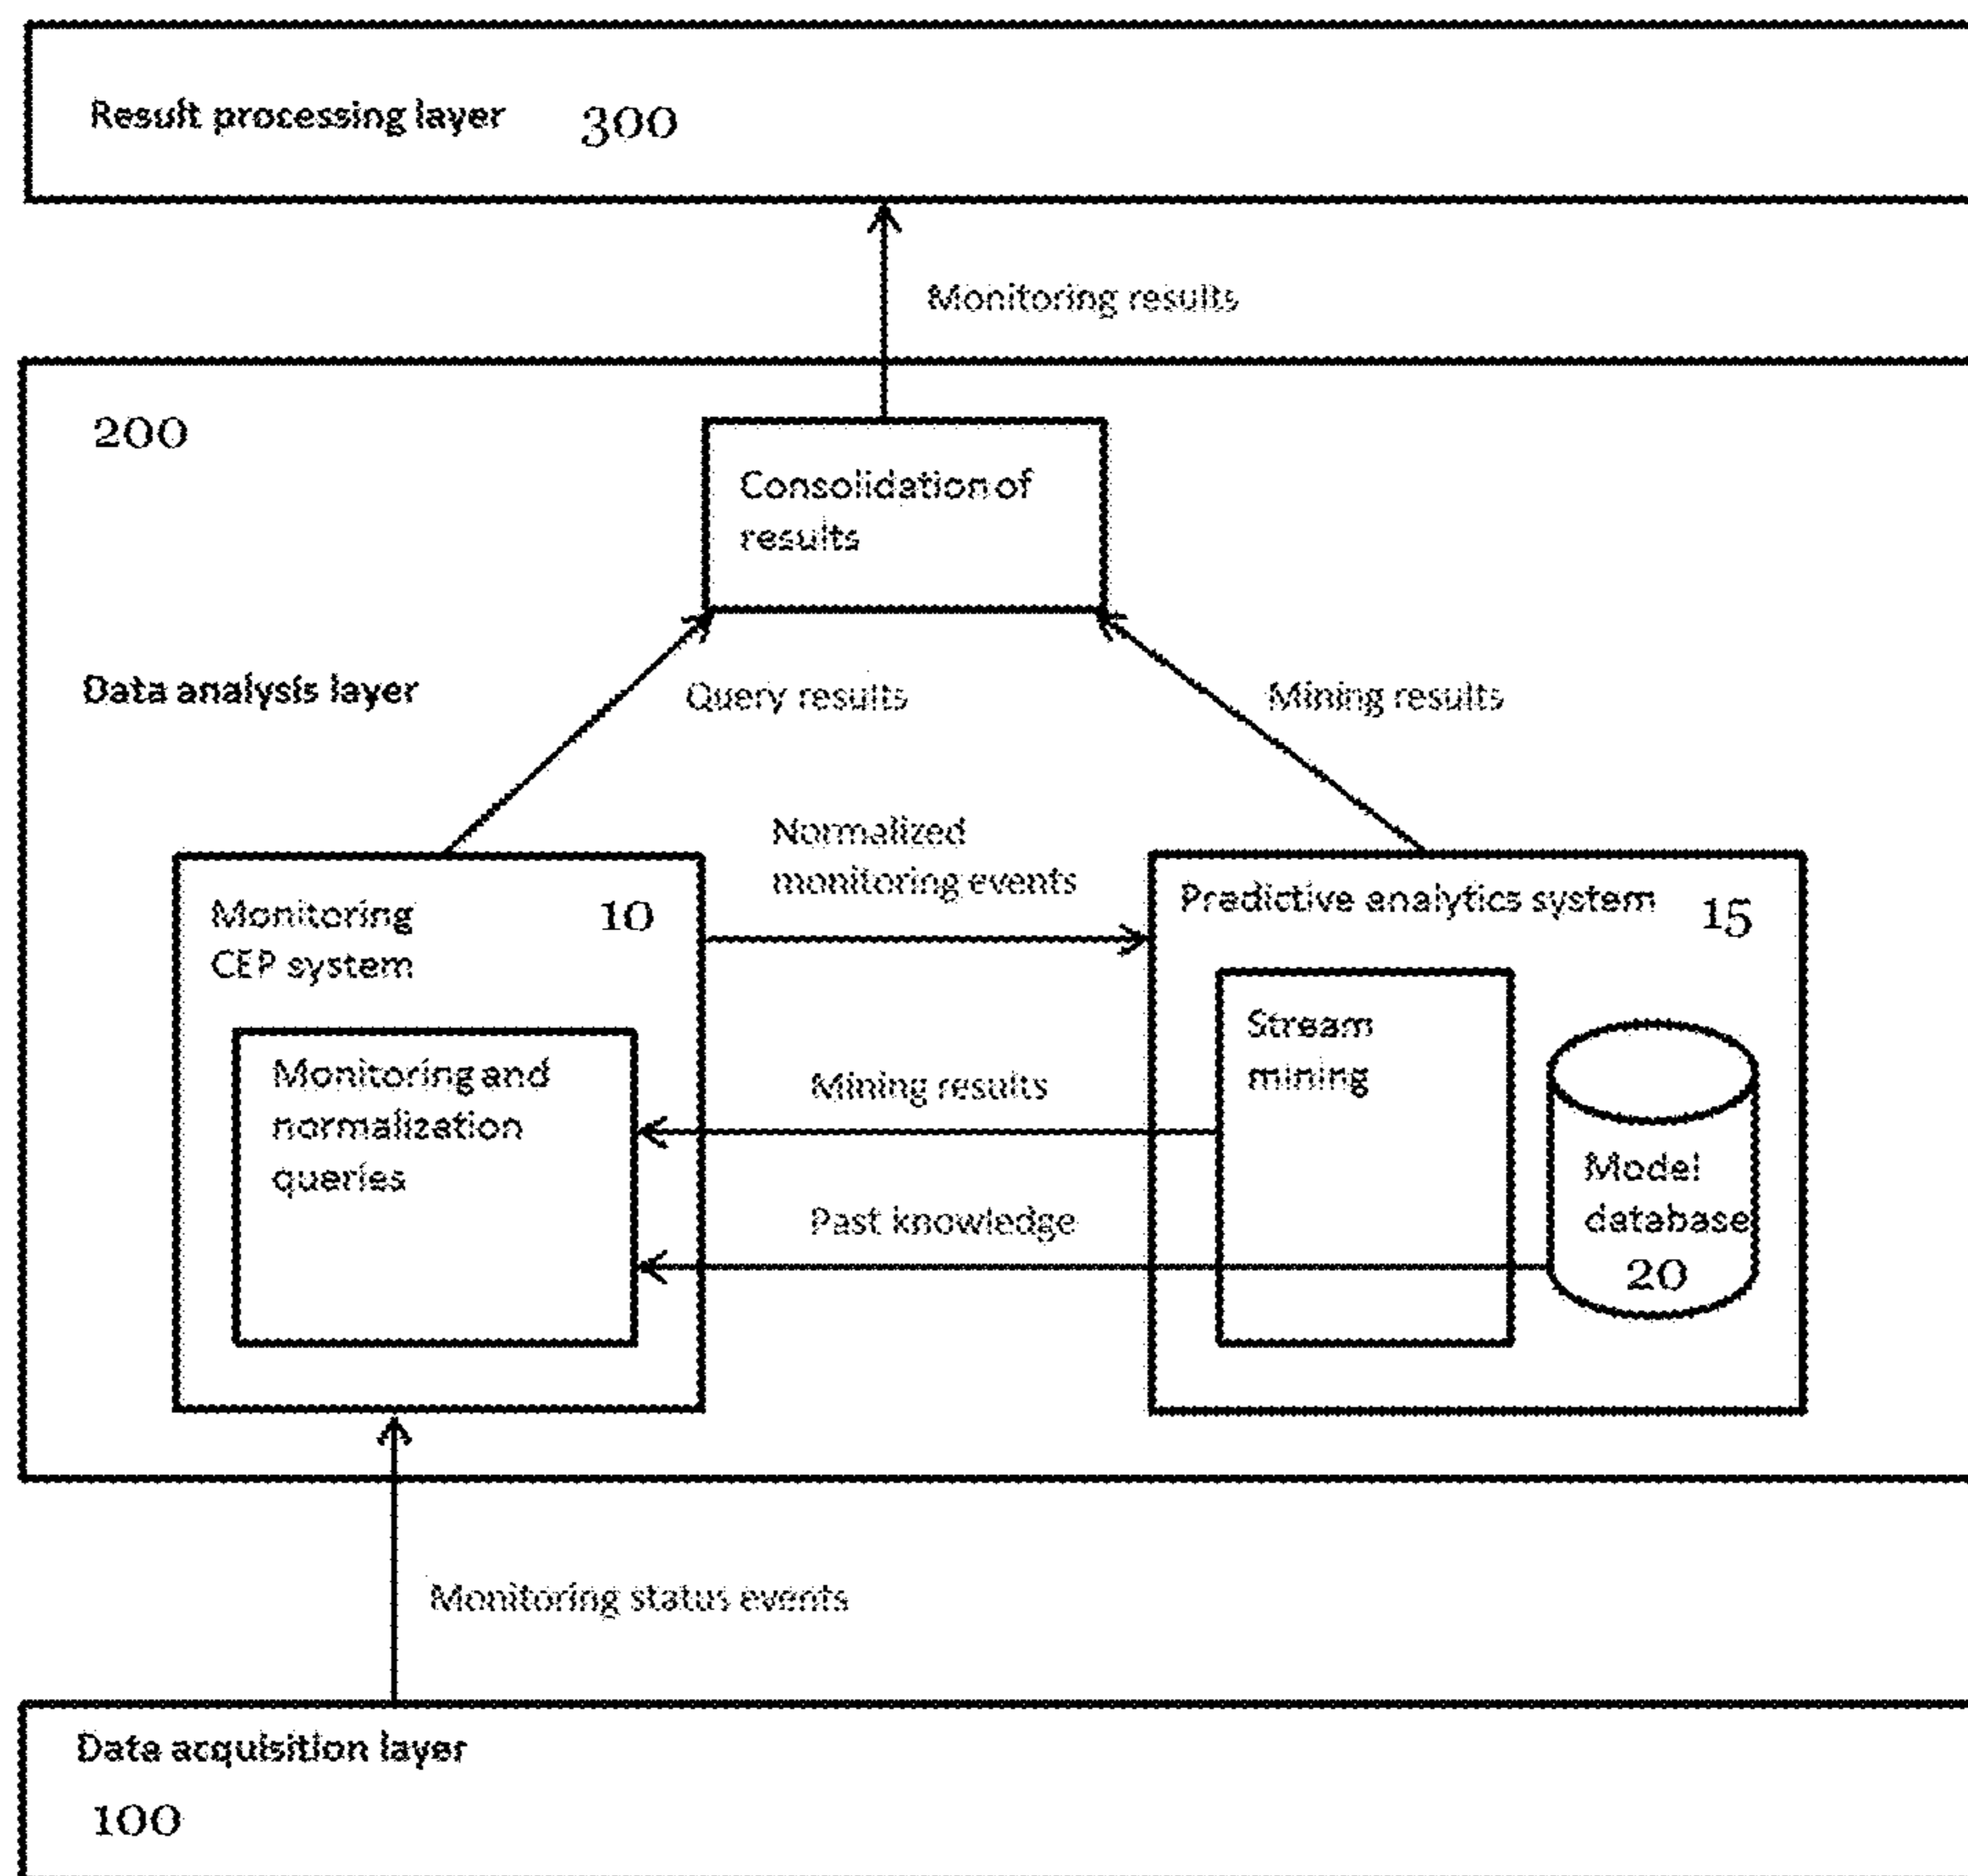 Result processing layer 300
Monitoring results
200
Consolidation of
results
Data analysis layer
Query results
Mining results
Normalized
monitoring events
Monitoring
CEP system
10
Predictive analytics system 15
Monitoring and
normalization
queries
Stream
mining
Mining results
Past knowledge
Model
database
20
Monitoring status events
Data acquisition layer
100